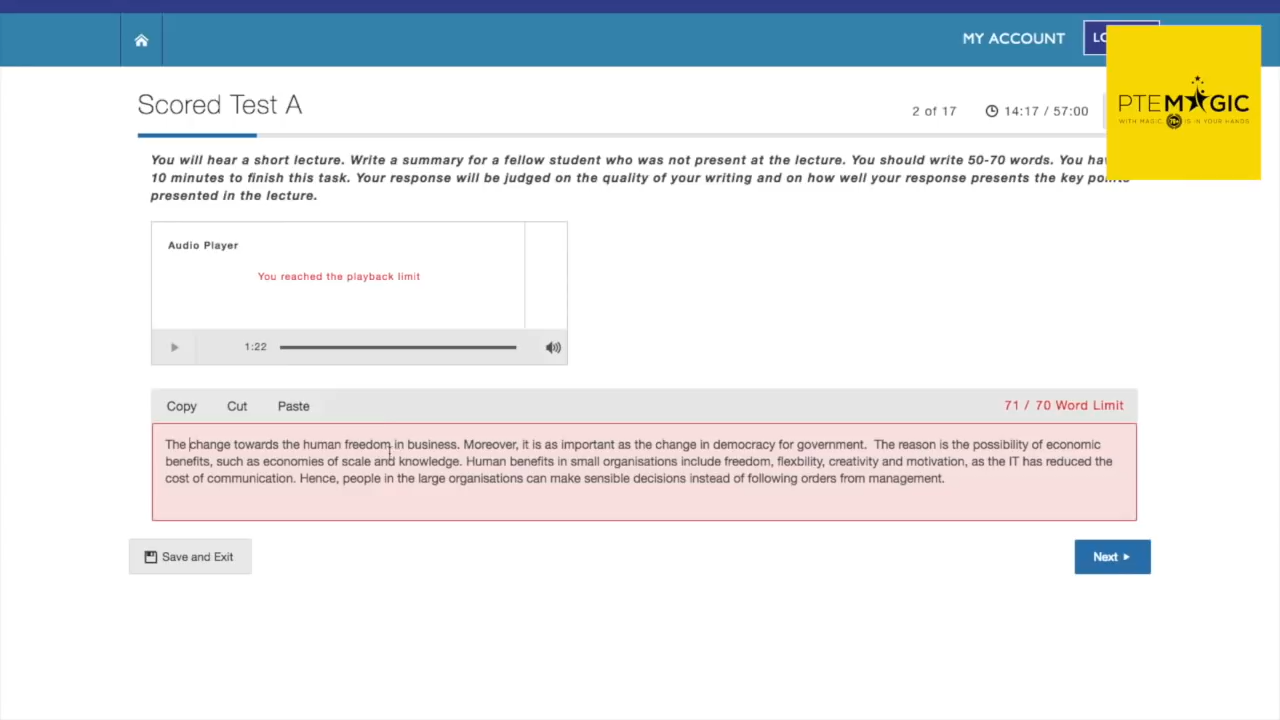 MY ACCOUNT
LO
PTEMAGIC
WITH MAGIC 79+ IS IN YOUR HANDS
Scored Test A
2 of 17
14:17 / 57:00
You will hear a short lecture. Write a summary for a fellow student who was not present at the lecture. You should write 50-70 words. You hav
10 minutes to finish this task. Your response will be judged on the quality of your writing and on how well your response presents the key points
presented in the lecture.
Audio Player
You reached the playback limit
1:22
Copy
Cut
Paste
71 / 70 Word Limit
The change towards the human freedom in business. Moreover, it is as important as the change in democracy for government.  The reason is the possibility of economic
benefits, such as economies of scale and knowledge. Human benefits in small organisations include freedom, flexbility, creativity and motivation, as the IT has reduced the
cost of communication. Hence, people in the large organisations can make sensible decisions instead of following orders from management.
Save and Exit
Next